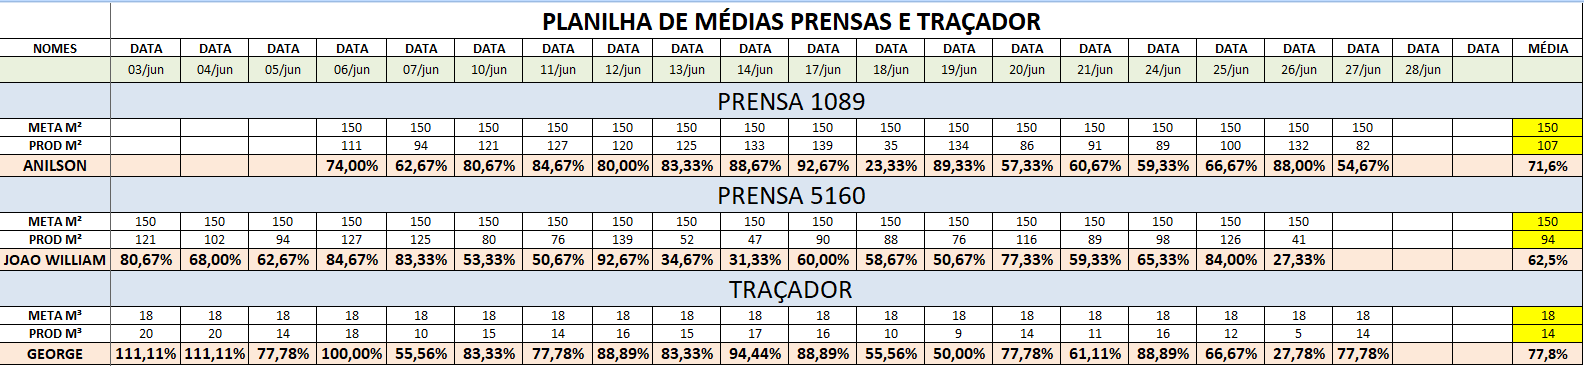 PLANILHA DE MÉDIAS PRENSAS E TRAÇADOR
NOMES DATA DATA DATA DATA DATA DATA DATA DATA DATA DATA DATA DATA DATA DATA DATA DATA DATA DATA DATA DATA DATA MÉDIA
03/jun 04/jun 05/jun 06/jun 07/jun 10/jun 11/jun 12/jun 13/jun 14/jun 17/jun 18/jun 19/jun 20/jun 21/jun 24/jun 25/jun 26/jun 27/jun 28/jun
PRENSA 1089
META M² 150 150 150 150 150 150 150 150 150 150 150 150 150 150 150 150 150
PROD M² 111 94 121 127 120 125 133 139 35 134 86 91 89 100 132 82 107
ANILSON 74,00% 62,67% 80,67% 84,67% 80,00% 83,33% 88,67% 92,67% 23,33% 89,33% 57,33% 60,67% 59,33% 66,67% 88,00% 54,67% 71,6%
PRENSA 5160
META M² 150 150 150 150 150 150 150 150 150 150 150 150 150 150 150 150 150 150 150
PROD M² 121 102 94 127 125 80 76 139 52 47 90 88 76 116 89 98 126 41 94
JOAO WILLIAM 80,67% 68,00% 62,67% 84,67% 83,33% 53,33% 50,67% 92,67% 34,67% 31,33% 60,00% 58,67% 50,67% 77,33% 59,33% 65,33% 84,00% 27,33% 62,5%
TRAÇADOR
META M³ 18 18 18 18 18 18 18 18 18 18 18 18 18 18 18 18 18 18 18 18
PROD M³ 20 20 14 18 10 15 14 16 15 17 16 10 9 14 11 16 12 5 14 14
GEORGE 111,11% 111,11% 77,78% 100,00% 55,56% 83,33% 77,78% 88,89% 83,33% 94,44% 88,89% 55,56% 50,00% 77,78% 61,11% 88,89% 66,67% 27,78% 77,78% 77,8%